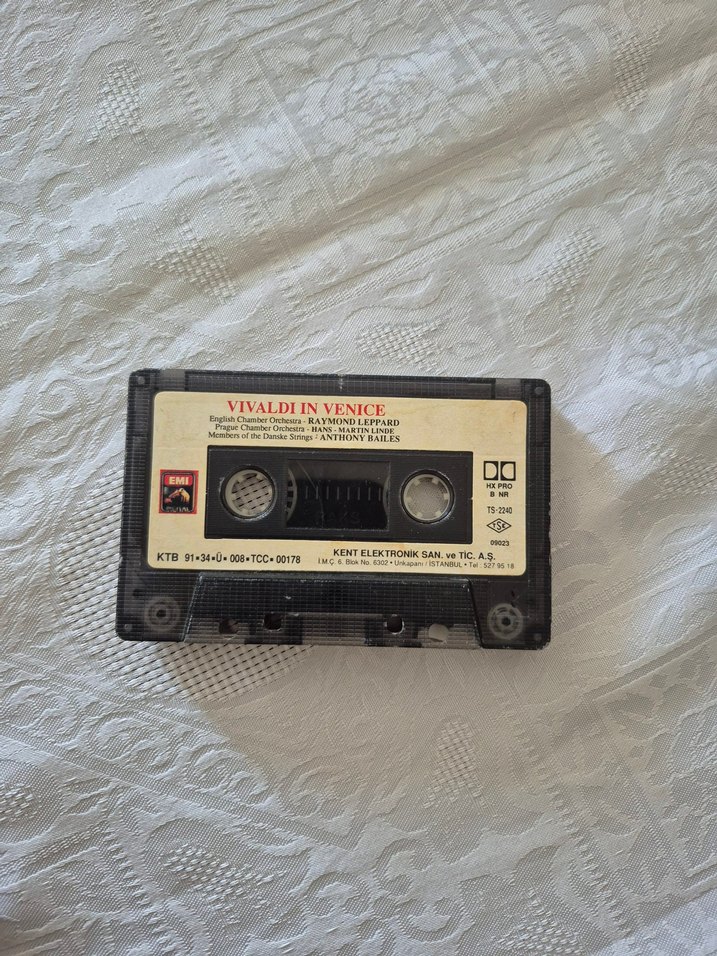 VIVALDI IN VENICE
English Chamber Orchestra - RAYMOND LEPPARD
Prague Chamber Orchestra - HANS - MARTIN LINDE
Members of the Danske Strings : ANTHONY BAILES
EMI
HX PRO
B NR
TS-2240
TSE
09023
KTB 91▪34▪Ü▪008▪TCC▪00178
KENT ELEKTRONİK SAN. ve TİC. A.Ş.
İ.M.Ç. 6. Blok No. 6302 • Unkapanı / İSTANBUL • Tel : 527 95 18